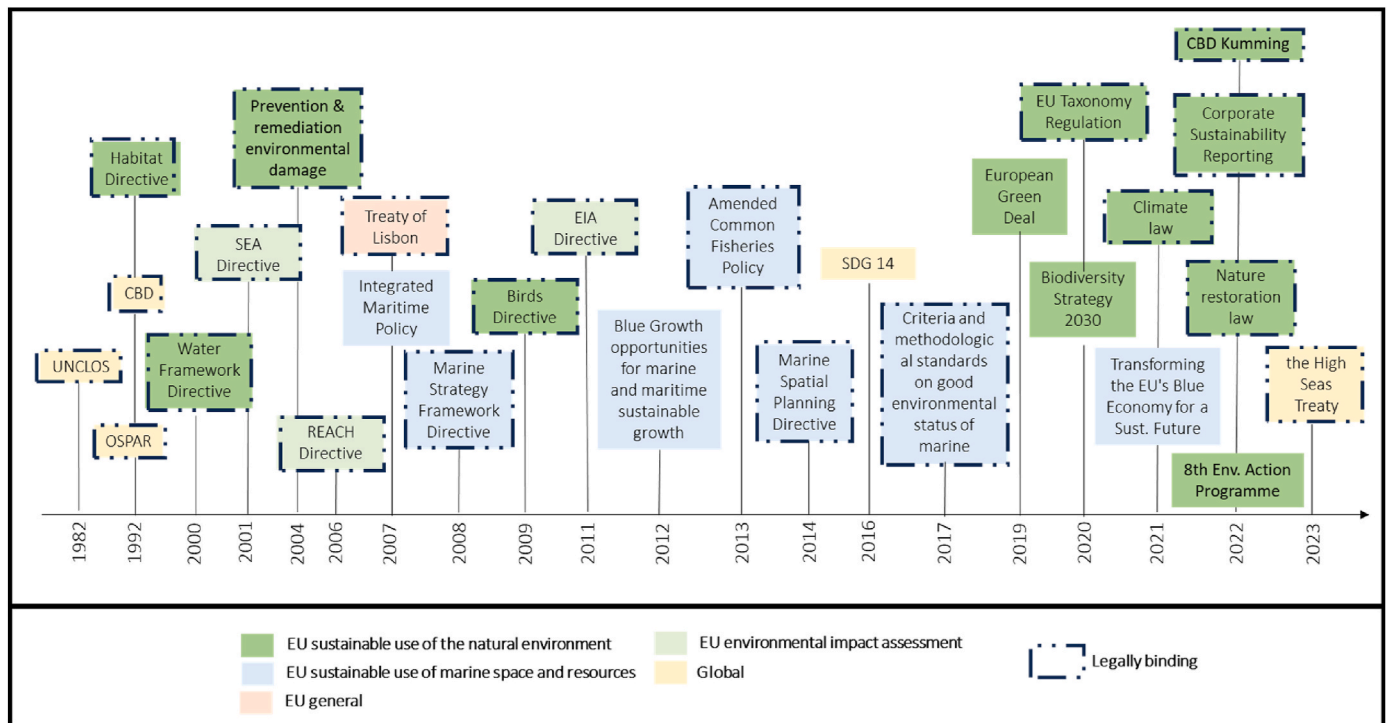 CBD Kumming
Prevention &
remediation
environmental
damage
EU Taxonomy
Regulation
Corporate
Sustainability
Reporting
Habitat
Directive
European
Green
Deal
Treaty of
Lisbon
EIA
Directive
Amended
Common
Fisheries
Policy
Climate
law
SEA
Directive
SDG 14
CBD
Integrated
Maritime
Policy
Birds
Directive
Biodiversity
Strategy
2030
Nature
restoration
law
UNCLOS
Water
Framework
Directive
Marine
Strategy
Framework
Directive
Blue Growth
opportunities
for marine
and maritime
sustainable
growth
Marine
Spatial
Planning
Directive
Criteria and
methodologic
al standards
on good
environmental
status of
marine
Transforming
the EU's Blue
Economy for a
Sust. Future
the High
Seas
Treaty
OSPAR
REACH
Directive
8th Env. Action
Programme
1982
1992
2000
2001
2004
2006
2007
2008
2009
2011
2012
2013
2014
2016
2017
2019
2020
2021
2022
2023
EU sustainable use of the natural environment
EU sustainable use of marine space and resources
EU general
EU environmental impact assessment
Global
Legally binding